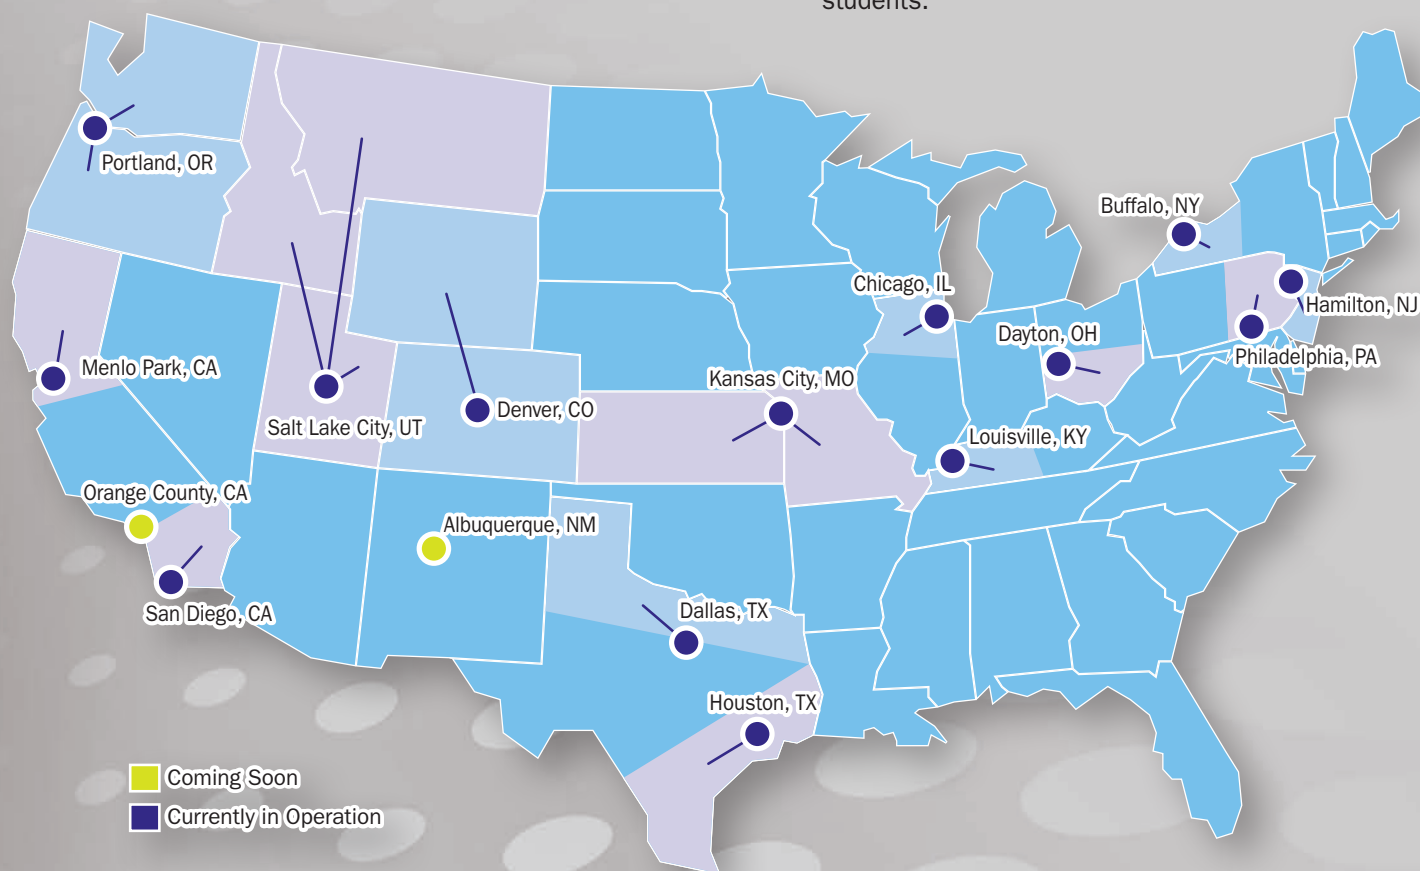 students.
Portland, OR
Buffalo, NY
Chicago, IL
Hamilton, NJ
Dayton, OH
Philadelphia, PA
Menlo Park, CA
Kansas City, MO
Salt Lake City, UT
Denver, CO
Louisville, KY
Orange County, CA
Albuquerque, NM
San Diego, CA
Dallas, TX
Houston, TX
Coming Soon
Currently in Operation